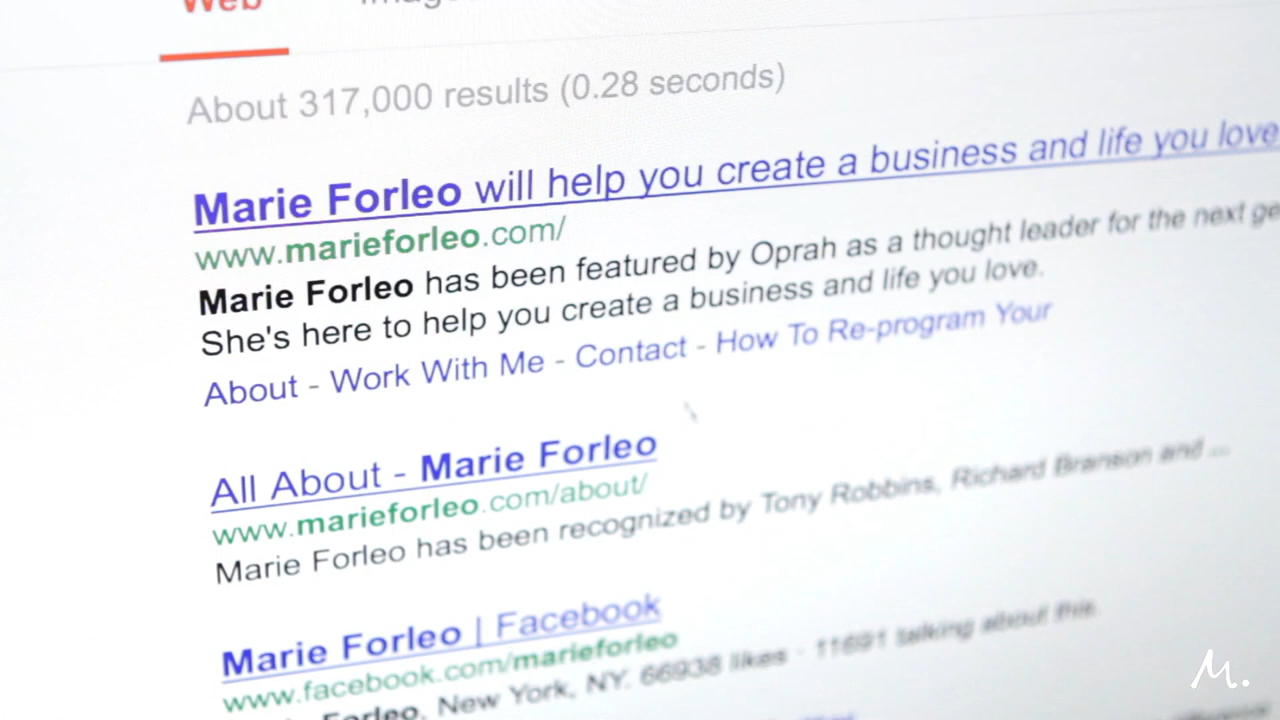 Web
About 317,000 results (0.28 seconds)
Marie Forleo will help you create a business and life you love
www.marieforleo.com/
Marie Forleo has been featured by Oprah as a thought leader for the next ge
She's here to help you create a business and life you love.
About - Work With Me - Contact - How To Re-program Your
All About - Marie Forleo
www.marieforleo.com/about/
Marie Forleo has been recognized by Tony Robbins, Richard Branson and ...
Marie Forleo | Facebook
www.facebook.com/marieforleo
Forleo, New York, NY. 66938 likes · 11691 talking about this.
M.